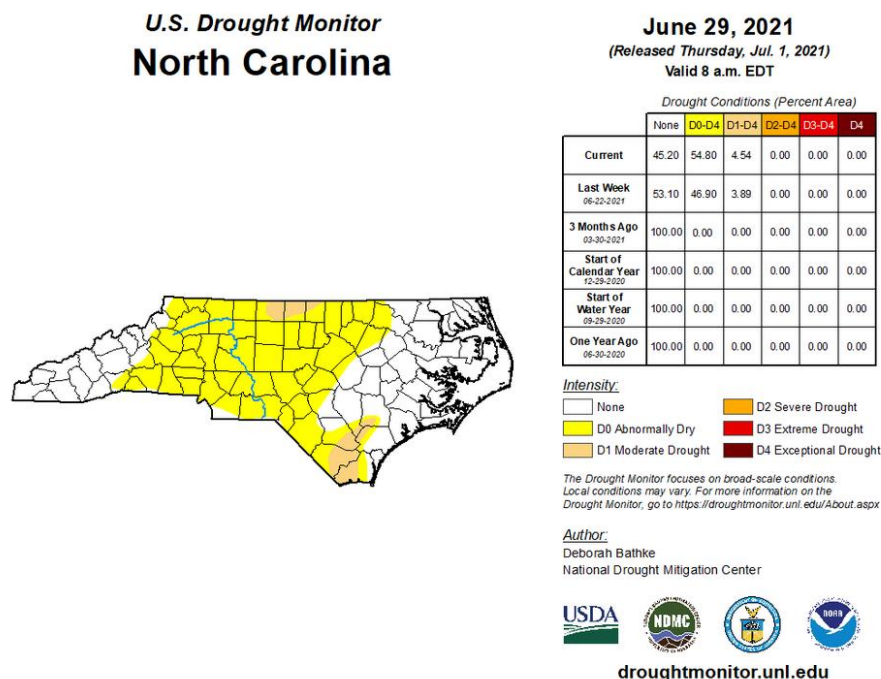 U.S. Drought Monitor
North Carolina
June 29, 2021
(Released Thursday, Jul. 1, 2021)
Valid 8 a.m. EDT
Drought Conditions (Percent Area)
None D0-D4 D1-D4 D2-D4 D3-D4 D4
Current 45.20 54.80 4.54 0.00 0.00 0.00
Last Week
06-22-2021 53.10 46.90 3.89 0.00 0.00 0.00
3 Months Ago
03-30-2021 100.00 0.00 0.00 0.00 0.00 0.00
Start of
Calendar Year
12-29-2020 100.00 0.00 0.00 0.00 0.00 0.00
Start of
Water Year
09-29-2020 100.00 0.00 0.00 0.00 0.00 0.00
One Year Ago
06-30-2020 100.00 0.00 0.00 0.00 0.00 0.00
Intensity:
None
D0 Abnormally Dry
D1 Moderate Drought
D2 Severe Drought
D3 Extreme Drought
D4 Exceptional Drought
The Drought Monitor focuses on broad-scale conditions.
Local conditions may vary. For more information on the
Drought Monitor, go to https://droughtmonitor.unl.edu/About.aspx
Author:
Deborah Bathke
National Drought Mitigation Center
USDA
NDMC
NOAA
droughtmonitor.unl.edu